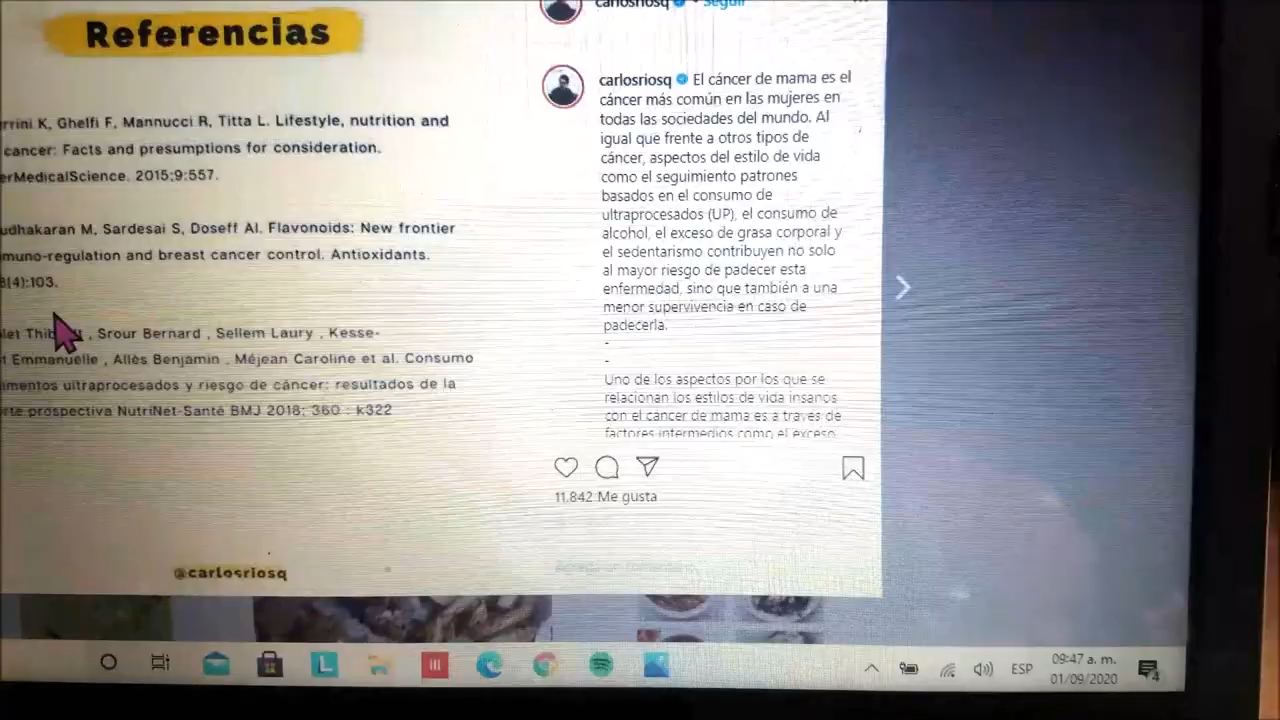 Referencias
rrini K, Ghelfi F, Mannucci R, Titta L. Lifestyle, nutrition and
cancer: Facts and presumptions for consideration.
erMedicalScience. 2015;9:557.
udhakaran M, Sardesai S, Doseff AI. Flavonoids: New frontier
muno-regulation and breast cancer control. Antioxidants.
8(4):103.
let Thib , Srour Bernard , Sellem Laury , Kesse-
t Emmanuelle , Allès Benjamin , Méjean Caroline et al. Consumo
imentos ultraprocesados y riesgo de cáncer: resultados de la
rte prospectiva NutriNet-Santé BMJ 2018; 360 : k322
@carlosriosq
carlosriosq • Seguir
carlosriosq El cáncer de mama es el
cáncer más común en las mujeres en
todas las sociedades del mundo. Al
igual que frente a otros tipos de
cáncer, aspectos del estilo de vida
como el seguimiento patrones
basados en el consumo de
ultraprocesados (UP), el consumo de
alcohol, el exceso de grasa corporal y
el sedentarismo contribuyen no solo
al mayor riesgo de padecer esta
enfermedad, sino que también a una
menor supervivencia en caso de
padecerla.
-
-
Uno de los aspectos por los que se
relacionan los estilos de vida insanos
con el cáncer de mama es a través de
factores intermedios como el exceso
11.842 Me gusta
ESP
09:47 a. m.
01/09/2020
4